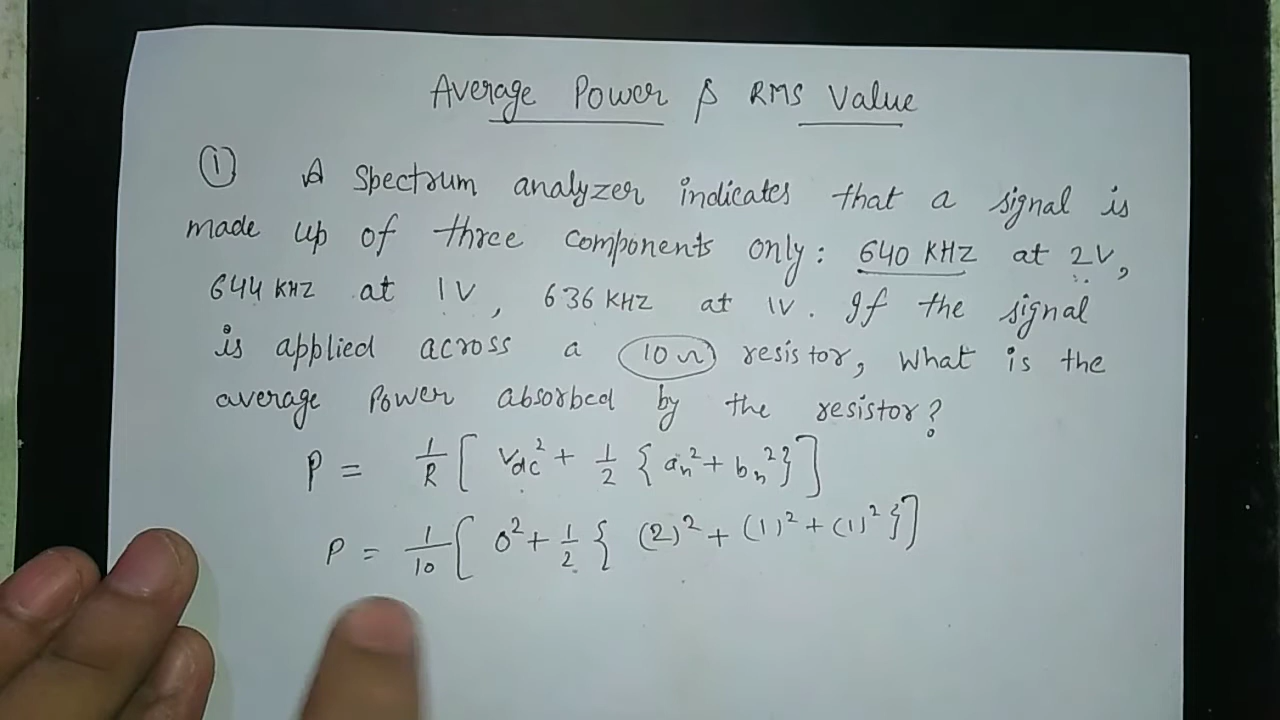 Average Power & RMS Value
① A spectrum analyzer indicates that a signal is
made up of three components only: 640 KHZ at 2V,
644 KHZ at 1V, 636 KHZ at 1V. If the signal
is applied across a 10Ω resistor, what is the
average power absorbed by the resistor?
P = 1/R [ Vdc² + 1/2 { an² + bn² } ]
P = 1/10 [ 0² + 1/2 { (2)² + (1)² + (1)² } ]